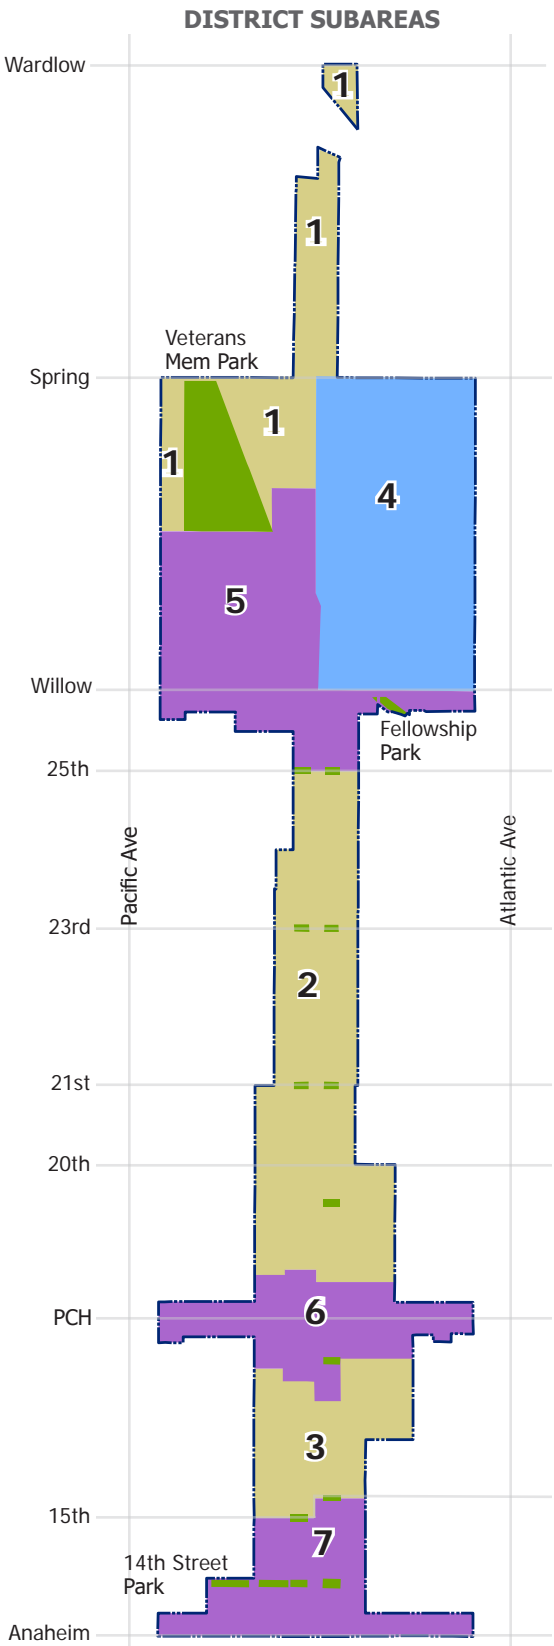 DISTRICT SUBAREAS
Wardlow
1
1
Veterans
Mem Park
Spring
1
1
4
5
Willow
Fellowship
Park
25th
Pacific Ave
Atlantic Ave
23rd
2
21st
20th
PCH
6
3
15th
7
14th Street
Park
Anaheim